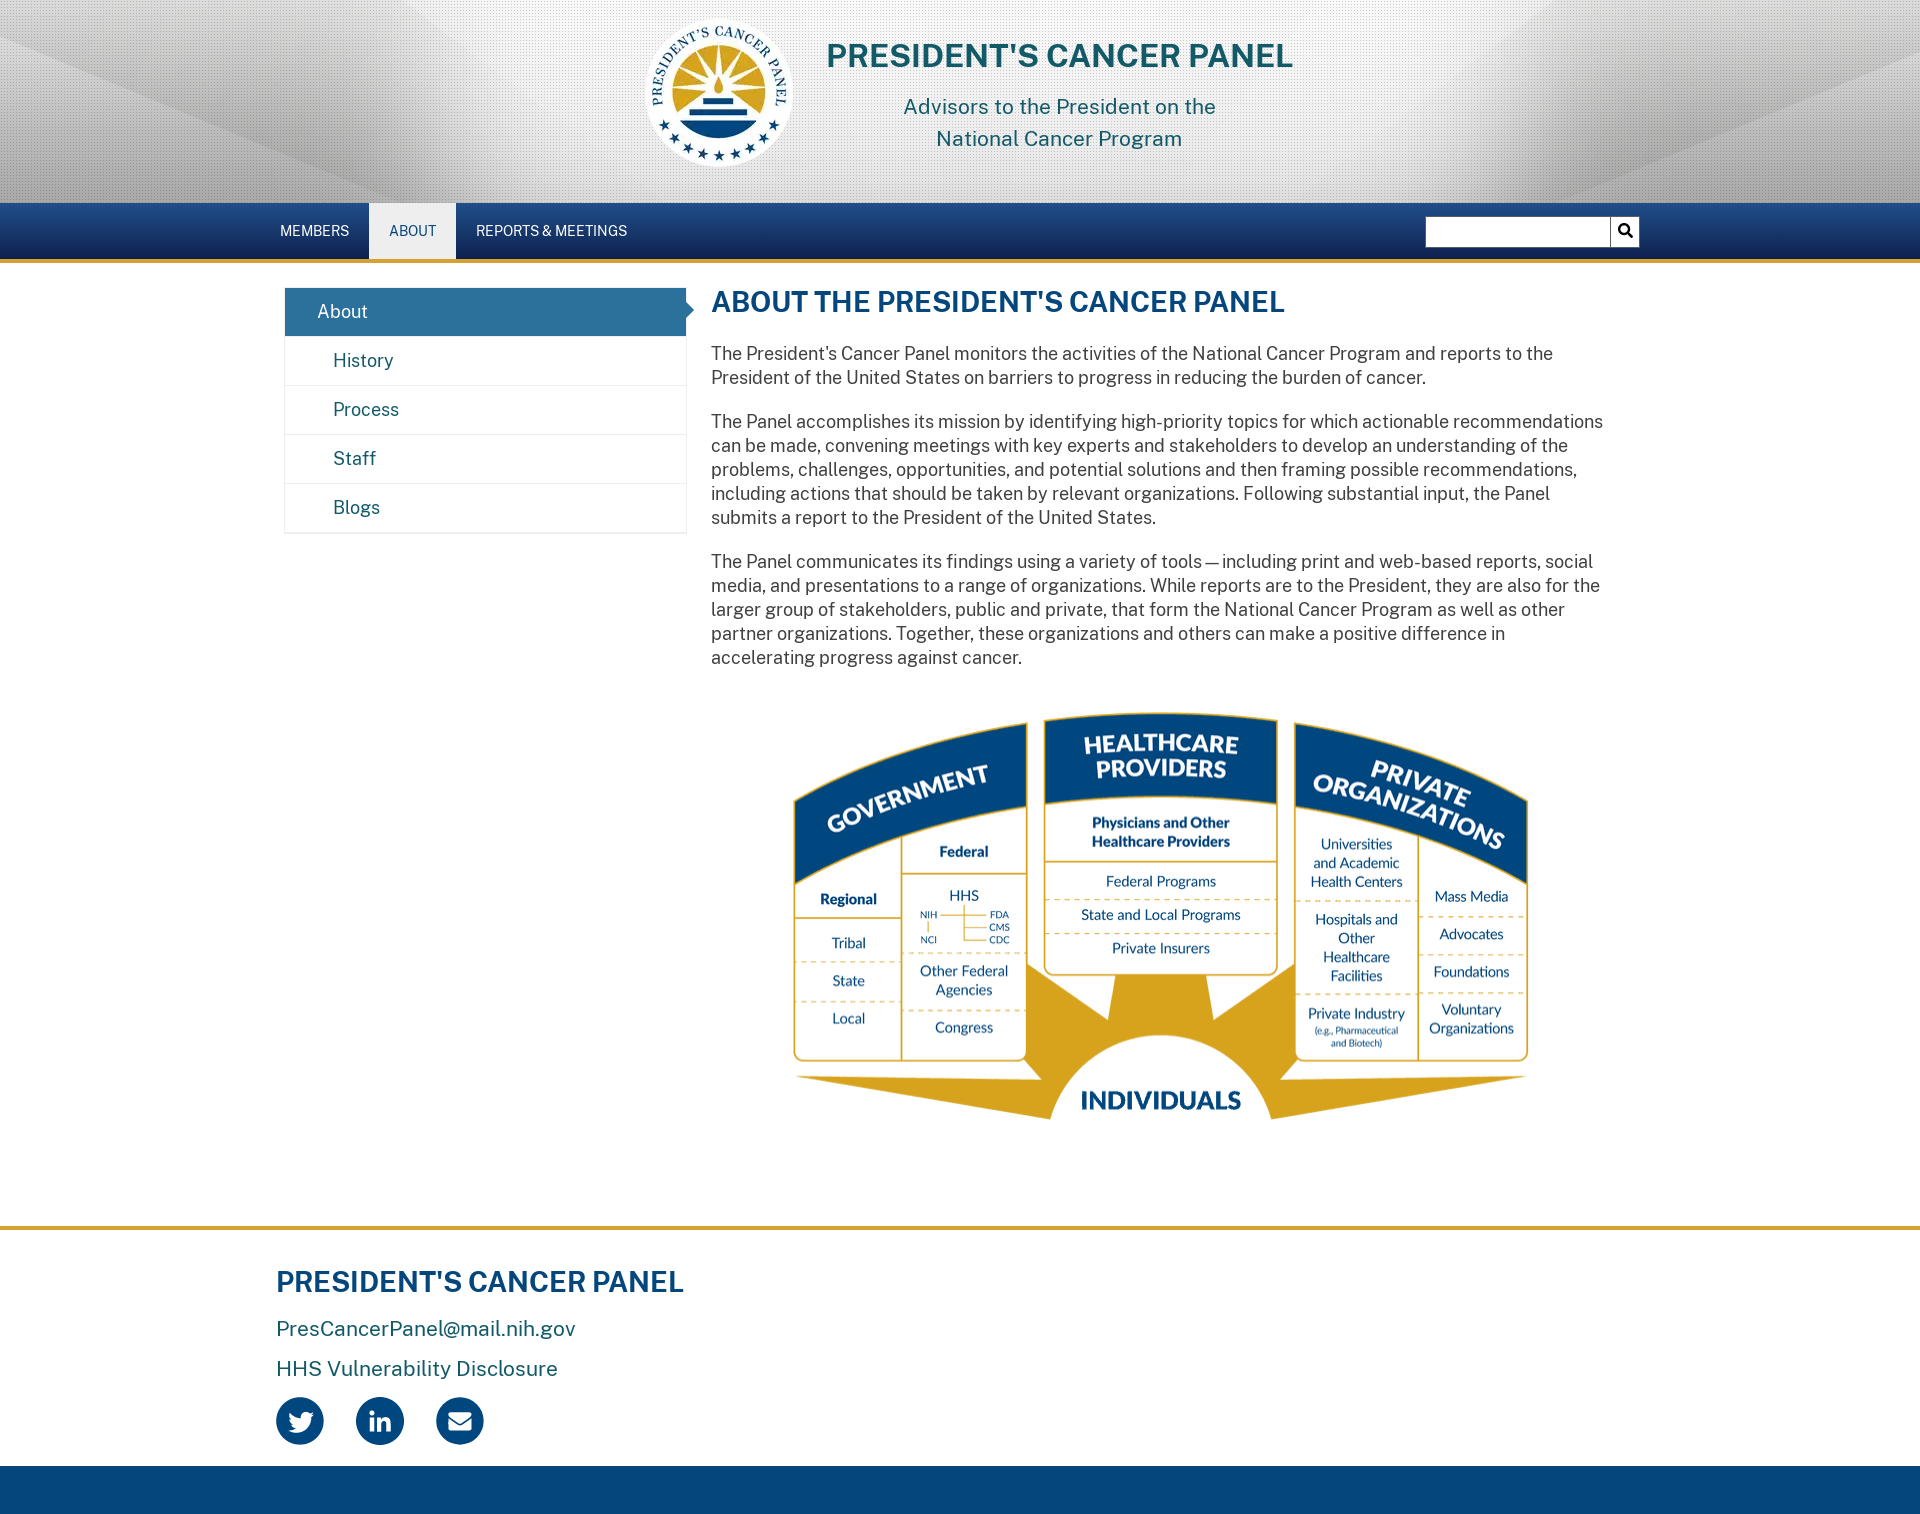 PRESIDENT'S CANCER PANEL
PRESIDENT'S CANCER PANEL
Advisors to the President on the
National Cancer Program
MEMBERS
ABOUT
REPORTS & MEETINGS
About
History
Process
Staff
Blogs
ABOUT THE PRESIDENT'S CANCER PANEL
The President's Cancer Panel monitors the activities of the National Cancer Program and reports to the
President of the United States on barriers to progress in reducing the burden of cancer.
The Panel accomplishes its mission by identifying high-priority topics for which actionable recommendations
can be made, convening meetings with key experts and stakeholders to develop an understanding of the
problems, challenges, opportunities, and potential solutions and then framing possible recommendations,
including actions that should be taken by relevant organizations. Following substantial input, the Panel
submits a report to the President of the United States.
The Panel communicates its findings using a variety of tools—including print and web-based reports, social
media, and presentations to a range of organizations. While reports are to the President, they are also for the
larger group of stakeholders, public and private, that form the National Cancer Program as well as other
partner organizations. Together, these organizations and others can make a positive difference in
accelerating progress against cancer.
GOVERNMENT
Regional
Tribal
State
Local
Federal
HHS
NIH
FDA
CMS
NCI
CDC
Other Federal
Agencies
Congress
HEALTHCARE
PROVIDERS
Physicians and Other
Healthcare Providers
Federal Programs
State and Local Programs
Private Insurers
PRIVATE
ORGANIZATIONS
Universities
and Academic
Health Centers
Hospitals and
Other
Healthcare
Facilities
Private Industry
(e.g., Pharmaceutical
and Biotech)
Mass Media
Advocates
Foundations
Voluntary
Organizations
INDIVIDUALS
PRESIDENT'S CANCER PANEL
PresCancerPanel@mail.nih.gov
HHS Vulnerability Disclosure
in